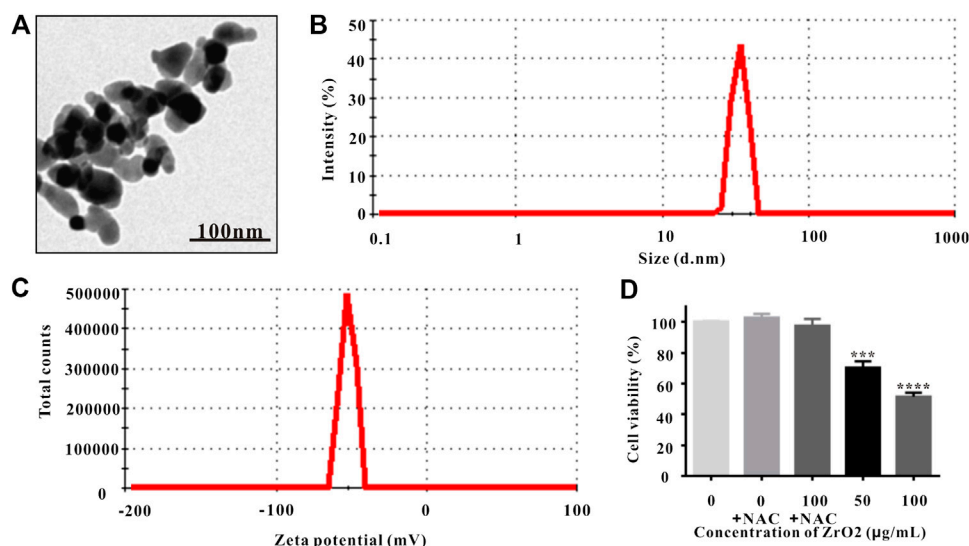 A
100nm
B
Intensity (%)
50
40
30
20
10
0
0.1 1 10 100 1000
Size (d.nm)
C
Total counts
500000
400000
300000
200000
100000
0
-200 -100 0 100
Zeta potential (mV)
D
Cell viability (%)
100
80
60
40
20
0
***
****
0 0 100 50 100
+NAC +NAC
Concentration of ZrO2 (μg/mL)